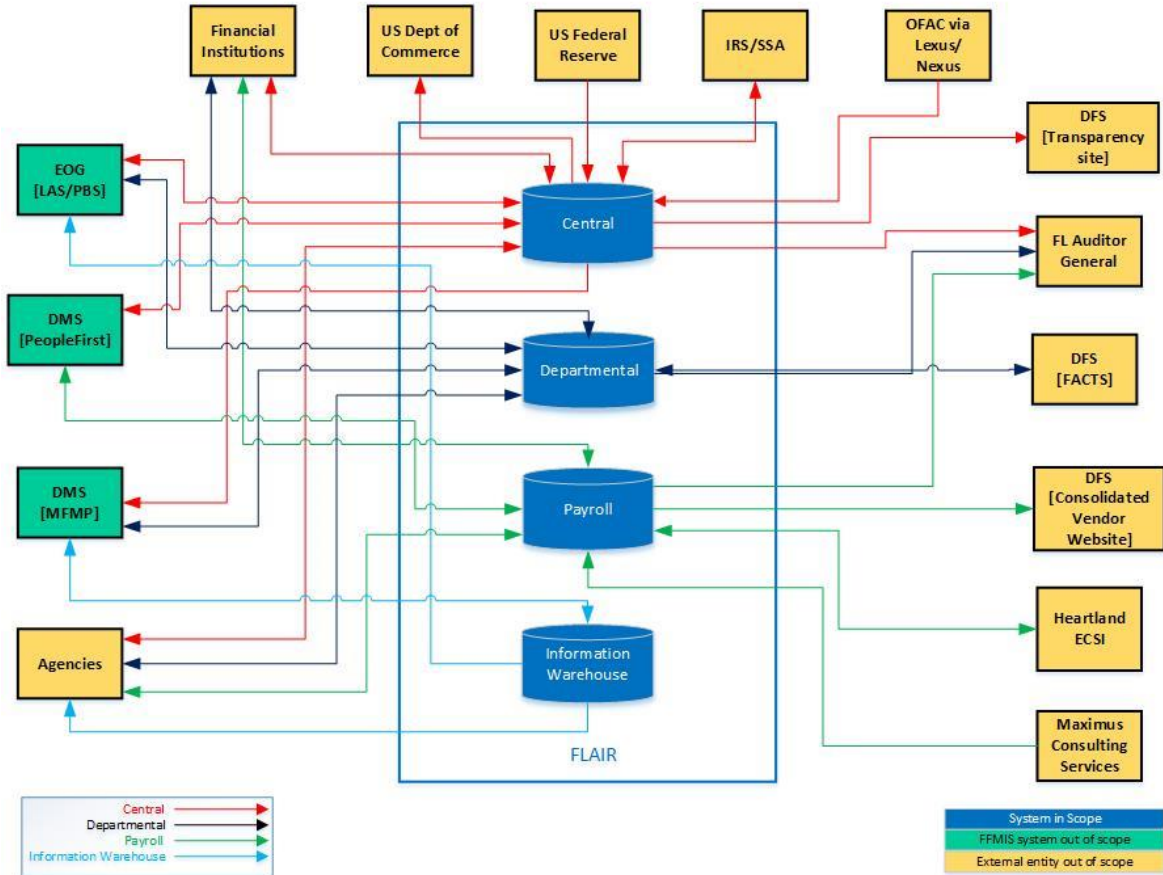 Financial
Institutions
US Dept of
Commerce
US Federal
Reserve
IRS/SSA
OFAC via
Lexus/
Nexus
DFS
[Transparency
site]
EOG
[LAS/PBS]
Central
FL Auditor
General
DMS
[PeopleFirst]
Departmental
DFS
[FACTS]
DMS
[MFMP]
Payroll
DFS
[Consolidated
Vendor
Website]
Heartland
ECSI
Agencies
Information
Warehouse
Maximus
Consulting
Services
FLAIR
Central
Departmental
Payroll
Information Warehouse
System in Scope
FFMIS system out of scope
External entity out of scope